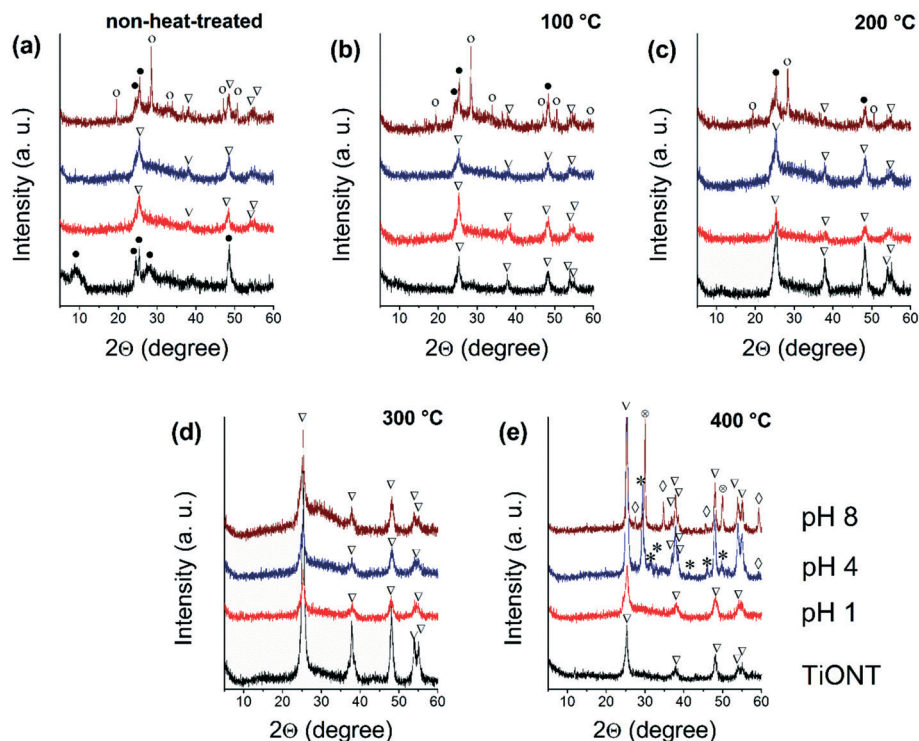 (a)
non-heat-treated
Intensity (a. u.)
10 20 30 40 50 60
2Θ (degree)
(b)
100 °C
Intensity (a. u.)
10 20 30 40 50 60
2Θ (degree)
(c)
200 °C
Intensity (a. u.)
10 20 30 40 50 60
2Θ (degree)
(d)
300 °C
Intensity (a. u.)
10 20 30 40 50 60
2Θ (degree)
(e)
400 °C
Intensity (a. u.)
10 20 30 40 50 60
2Θ (degree)
pH 8
pH 4
pH 1
TiONT